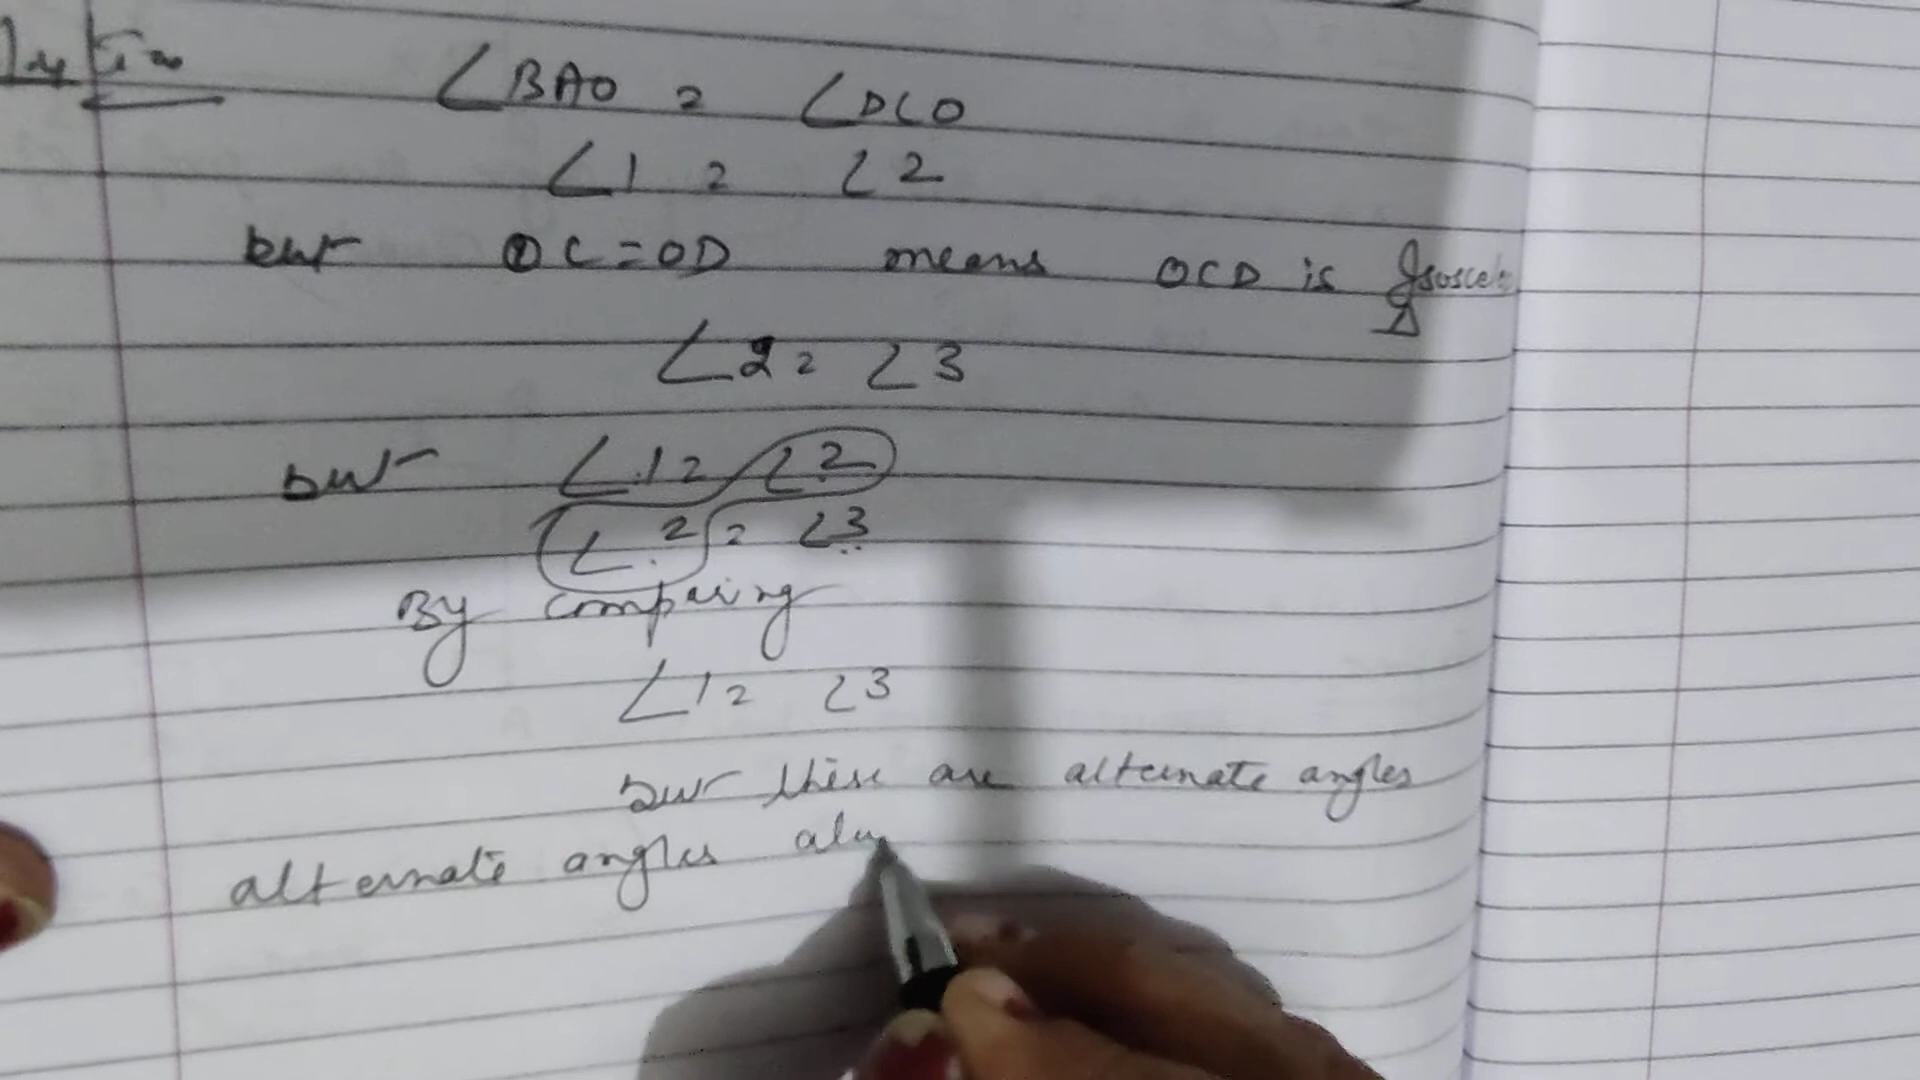 ∠BAO = ∠DCO
∠1 = ∠2
but OC=OD means OCD is Isosceles
Δ
∠2 = ∠3
but ∠1 = ∠2
∠2 = ∠3
By comparing
∠1 = ∠3
but these are alternate angles
alternate angles